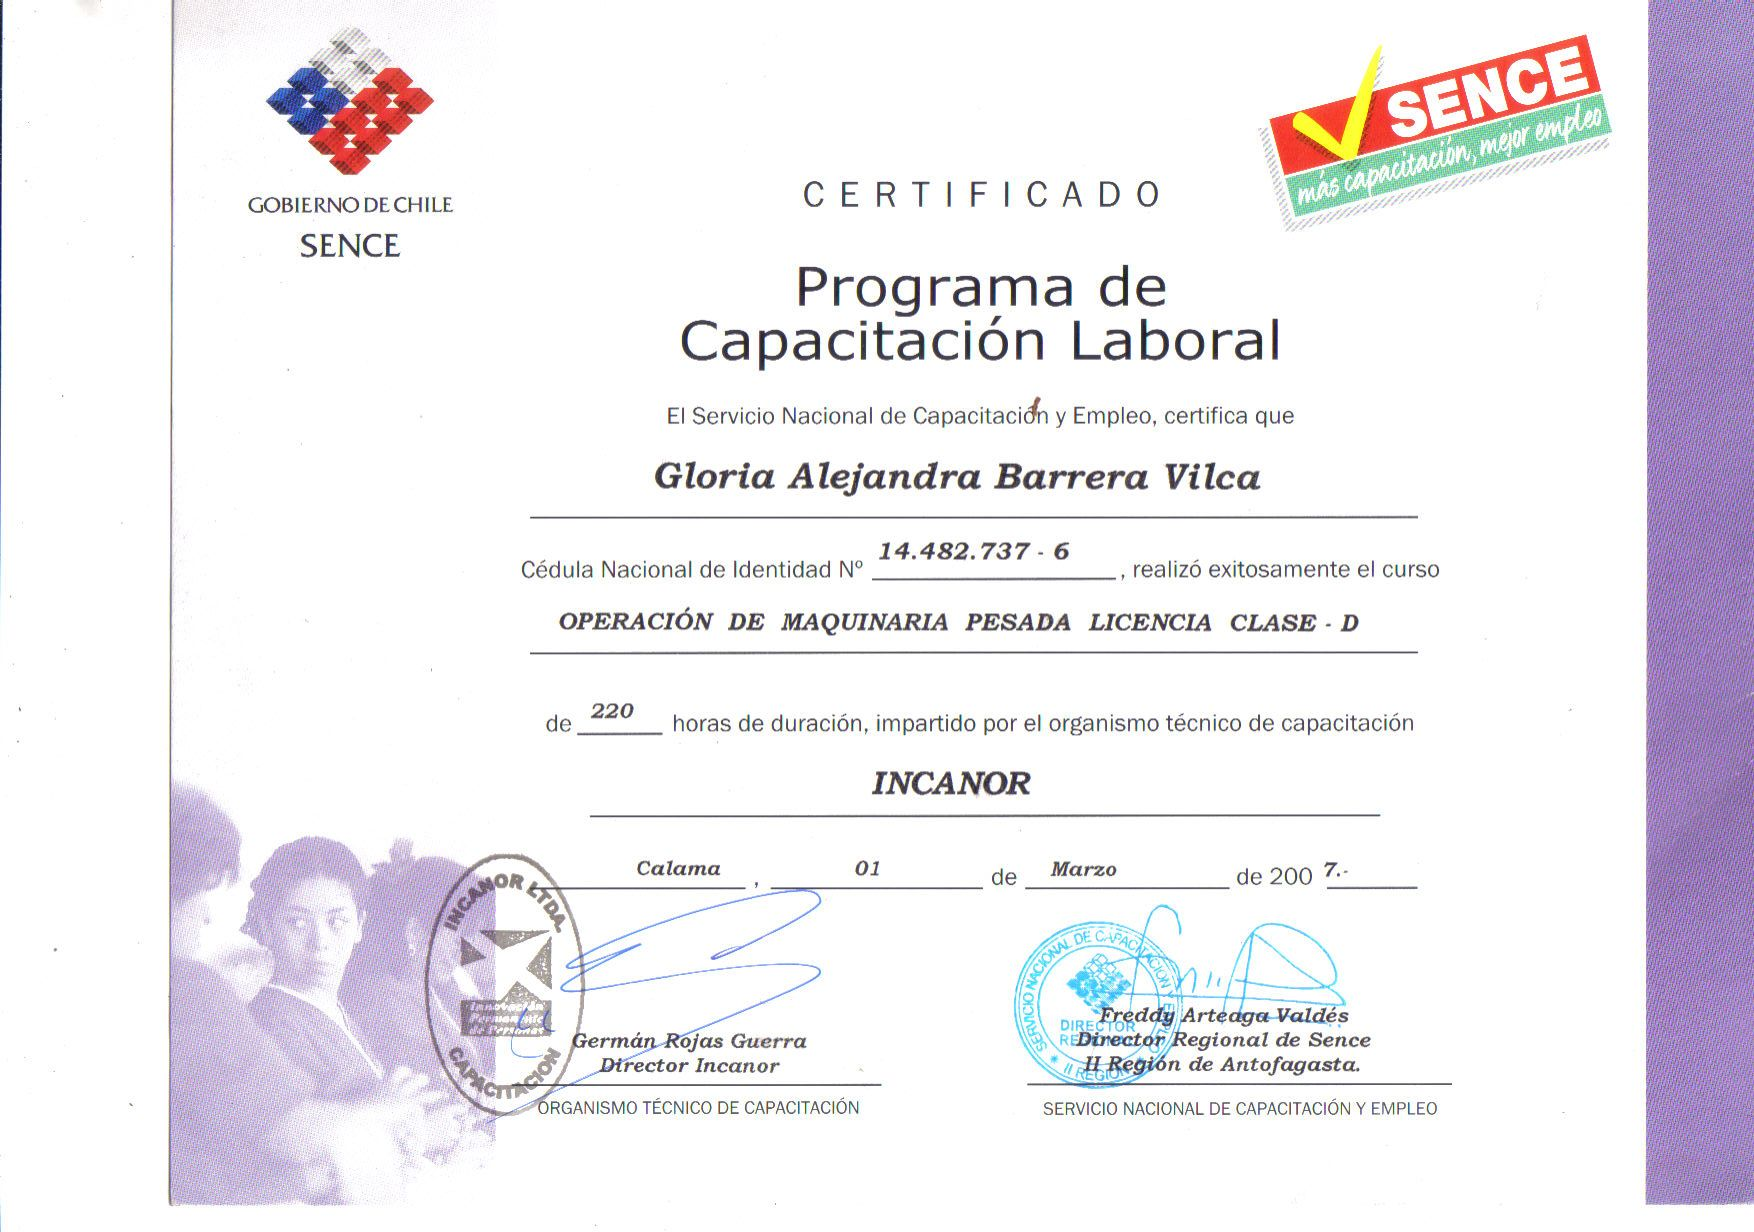 GOBIERNO DE CHILE
SENCE
SENCE
más capacitación, mejor empleo
CERTIFICADO
Programa de
Capacitación Laboral
El Servicio Nacional de Capacitación y Empleo, certifica que
Gloria Alejandra Barrera Vilca
Cédula Nacional de Identidad Nº 14.482.737 - 6 , realizó exitosamente el curso
OPERACIÓN DE MAQUINARIA PESADA LICENCIA CLASE - D
de 220 horas de duración, impartido por el organismo técnico de capacitación
INCANOR
Calama , 01 de Marzo de 200 7.-
INCANOR LTDA.
CAPACITACION
Germán Rojas Guerra
Director Incanor
ORGANISMO TÉCNICO DE CAPACITACIÓN
SERVICIO NACIONAL DE CAPACITACION Y
DIRECTOR
II REGION
Freddy Arteaga Valdés
Director Regional de Sence
II Región de Antofagasta.
SERVICIO NACIONAL DE CAPACITACIÓN Y EMPLEO